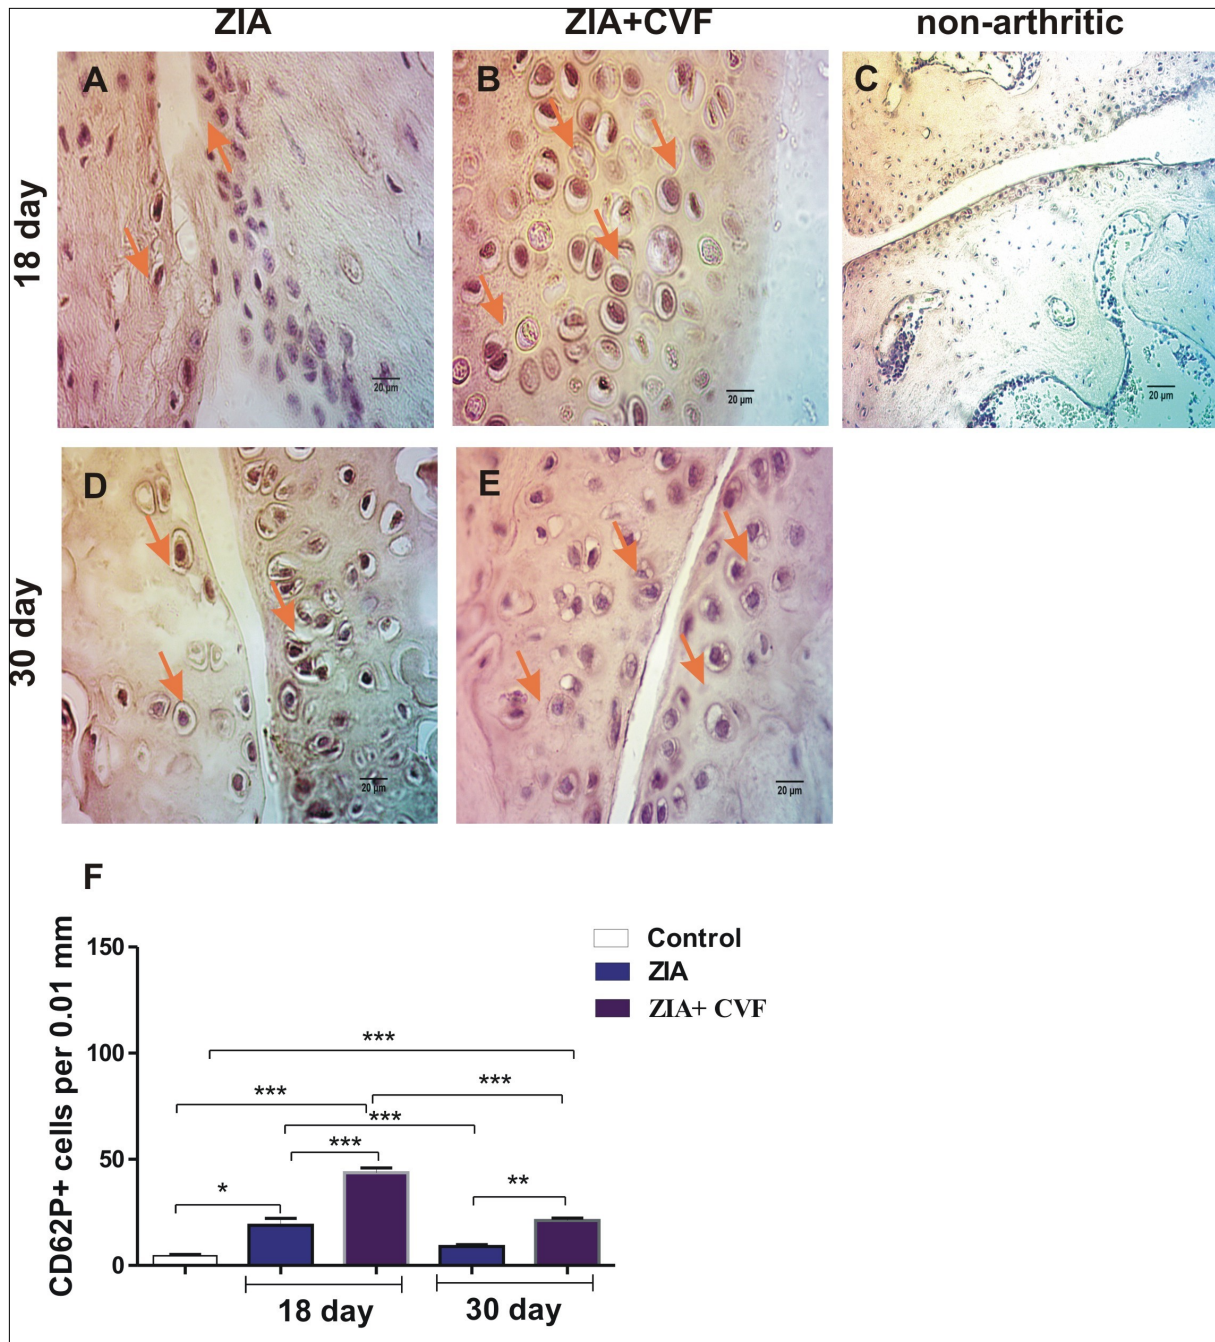 ZIA
ZIA+CVF
non-arthritic
18 day
A
20 µm
B
20 µm
C
20 µm
30 day
D
20 µm
E
20 µm
F
CD62P+ cells per 0.01 mm
150
100
50
0
Control
ZIA
ZIA+ CVF
***
***
***
***
***
*
**
18 day
30 day